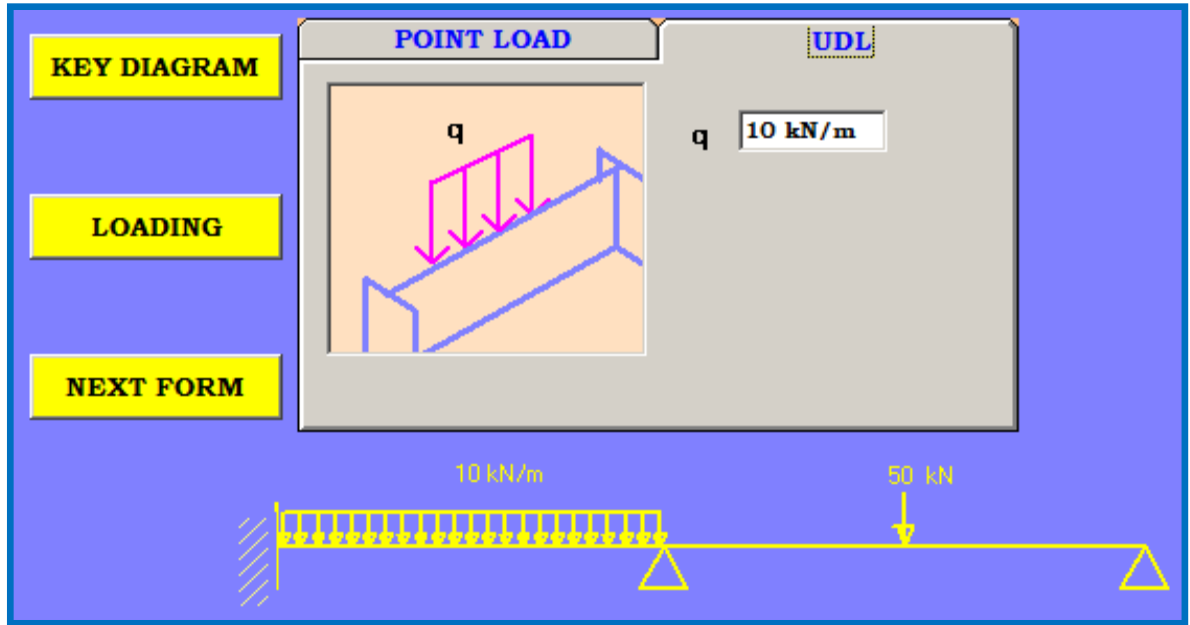 KEY DIAGRAM
LOADING
NEXT FORM
POINT LOAD
UDL
q
q
10 kN/m
10 kN/m
50 kN